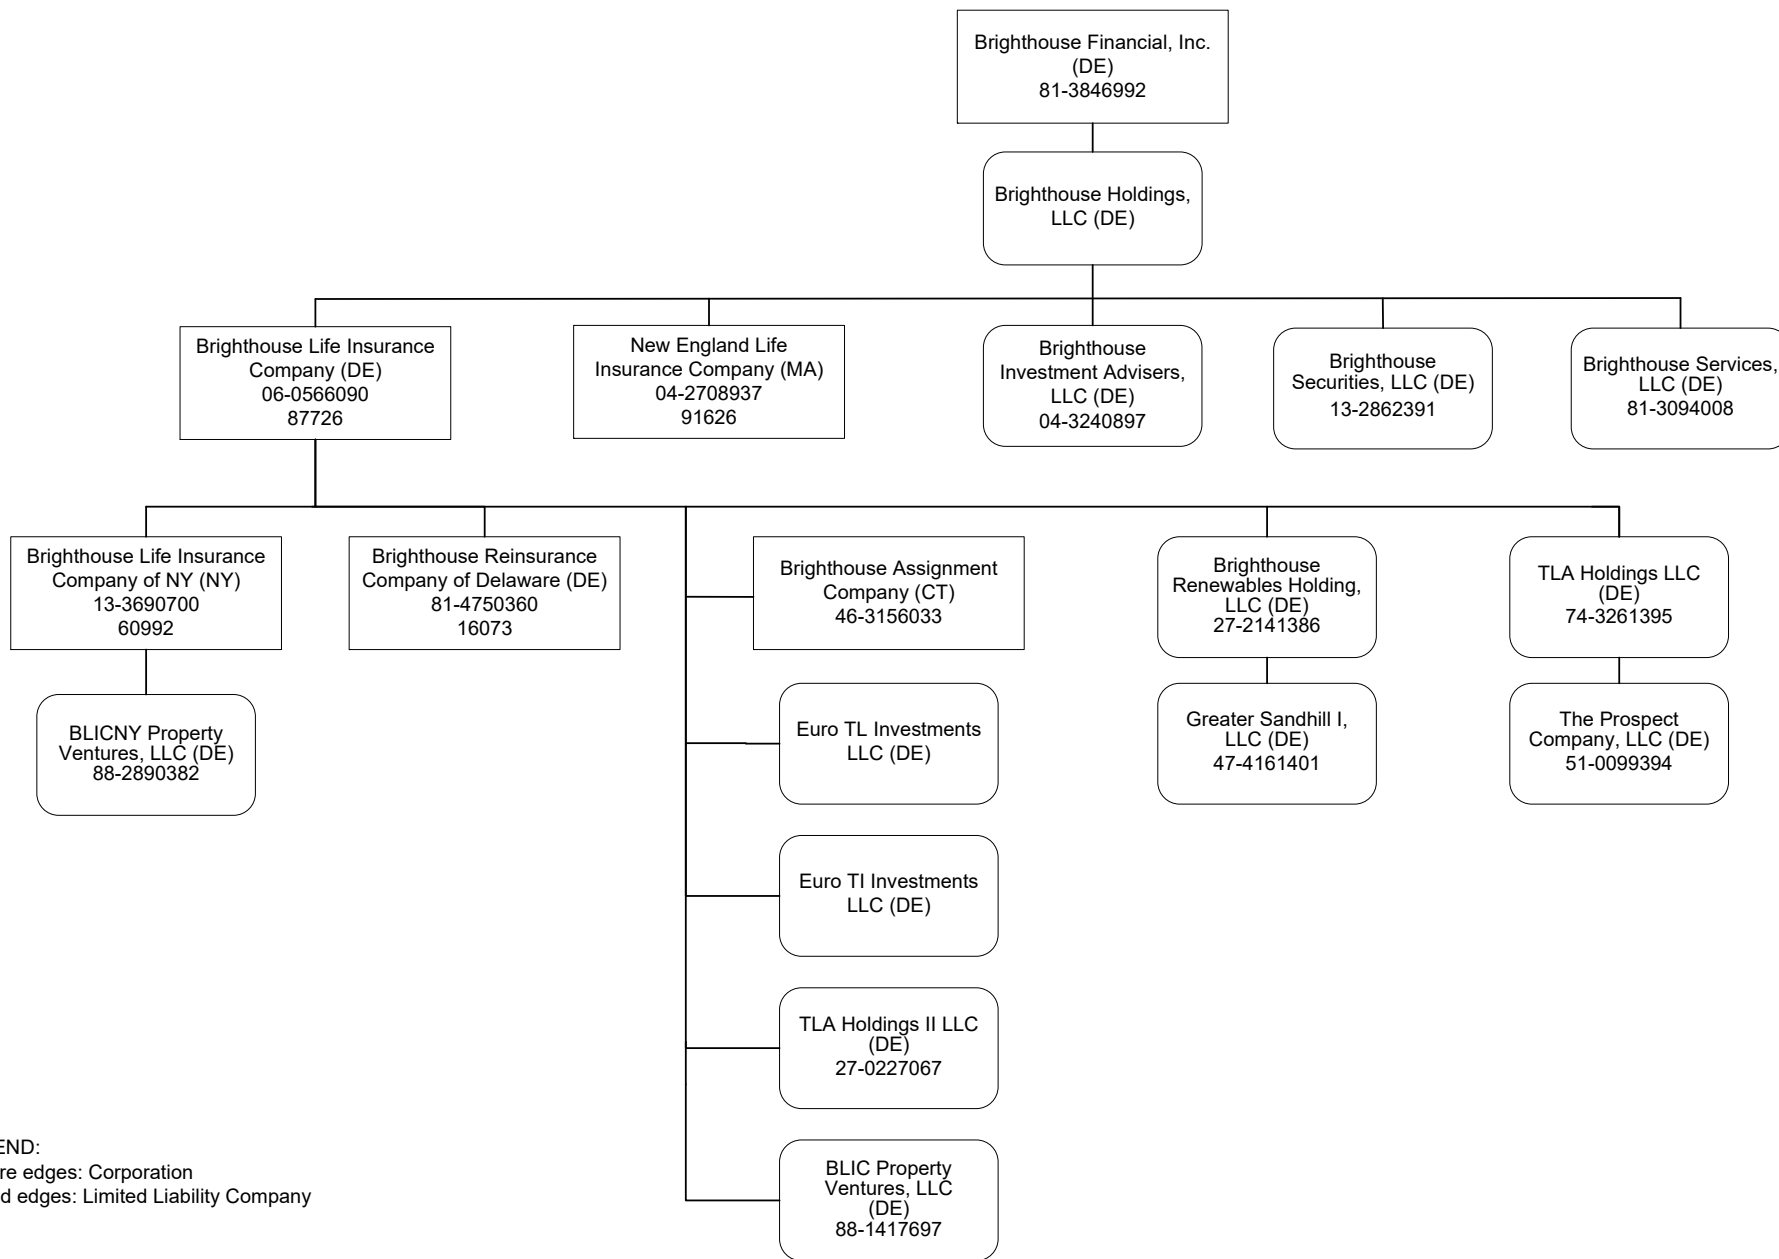 Brighthouse Financial, Inc.
(DE)
81-3846992
Brighthouse Holdings,
LLC (DE)
Brighthouse Life Insurance
Company (DE)
06-0566090
87726
New England Life
Insurance Company (MA)
04-2708937
91626
Brighthouse
Investment Advisers,
LLC (DE)
04-3240897
Brighthouse
Securities, LLC (DE)
13-2862391
Brighthouse Services,
LLC (DE)
81-3094008
Brighthouse Life Insurance
Company of NY (NY)
13-3690700
60992
Brighthouse Reinsurance
Company of Delaware (DE)
81-4750360
16073
Brighthouse Assignment
Company (CT)
46-3156033
Brighthouse
Renewables Holding,
LLC (DE)
27-2141386
TLA Holdings LLC
(DE)
74-3261395
BLICNY Property
Ventures, LLC (DE)
88-2890382
Euro TL Investments
LLC (DE)
Greater Sandhill I,
LLC (DE)
47-4161401
The Prospect
Company, LLC (DE)
51-0099394
Euro TI Investments
LLC (DE)
TLA Holdings II LLC
(DE)
27-0227067
BLIC Property
Ventures, LLC
(DE)
88-1417697
END:
re edges: Corporation
d edges: Limited Liability Company